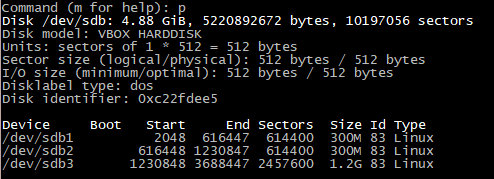 Command (m for help): p
Disk /dev/sdb: 4.88 GiB, 5220892672 bytes, 10197056 sectors
Disk model: VBOX HARDDISK
Units: sectors of 1 * 512 = 512 bytes
Sector size (logical/physical): 512 bytes / 512 bytes
I/O size (minimum/optimal): 512 bytes / 512 bytes
Disklabel type: dos
Disk identifier: 0xc22fdee5
Device     Boot   Start     End Sectors  Size Id Type
/dev/sdb1          2048  616447  614400  300M 83 Linux
/dev/sdb2        616448 1230847  614400  300M 83 Linux
/dev/sdb3       1230848 3688447 2457600  1.2G 83 Linux